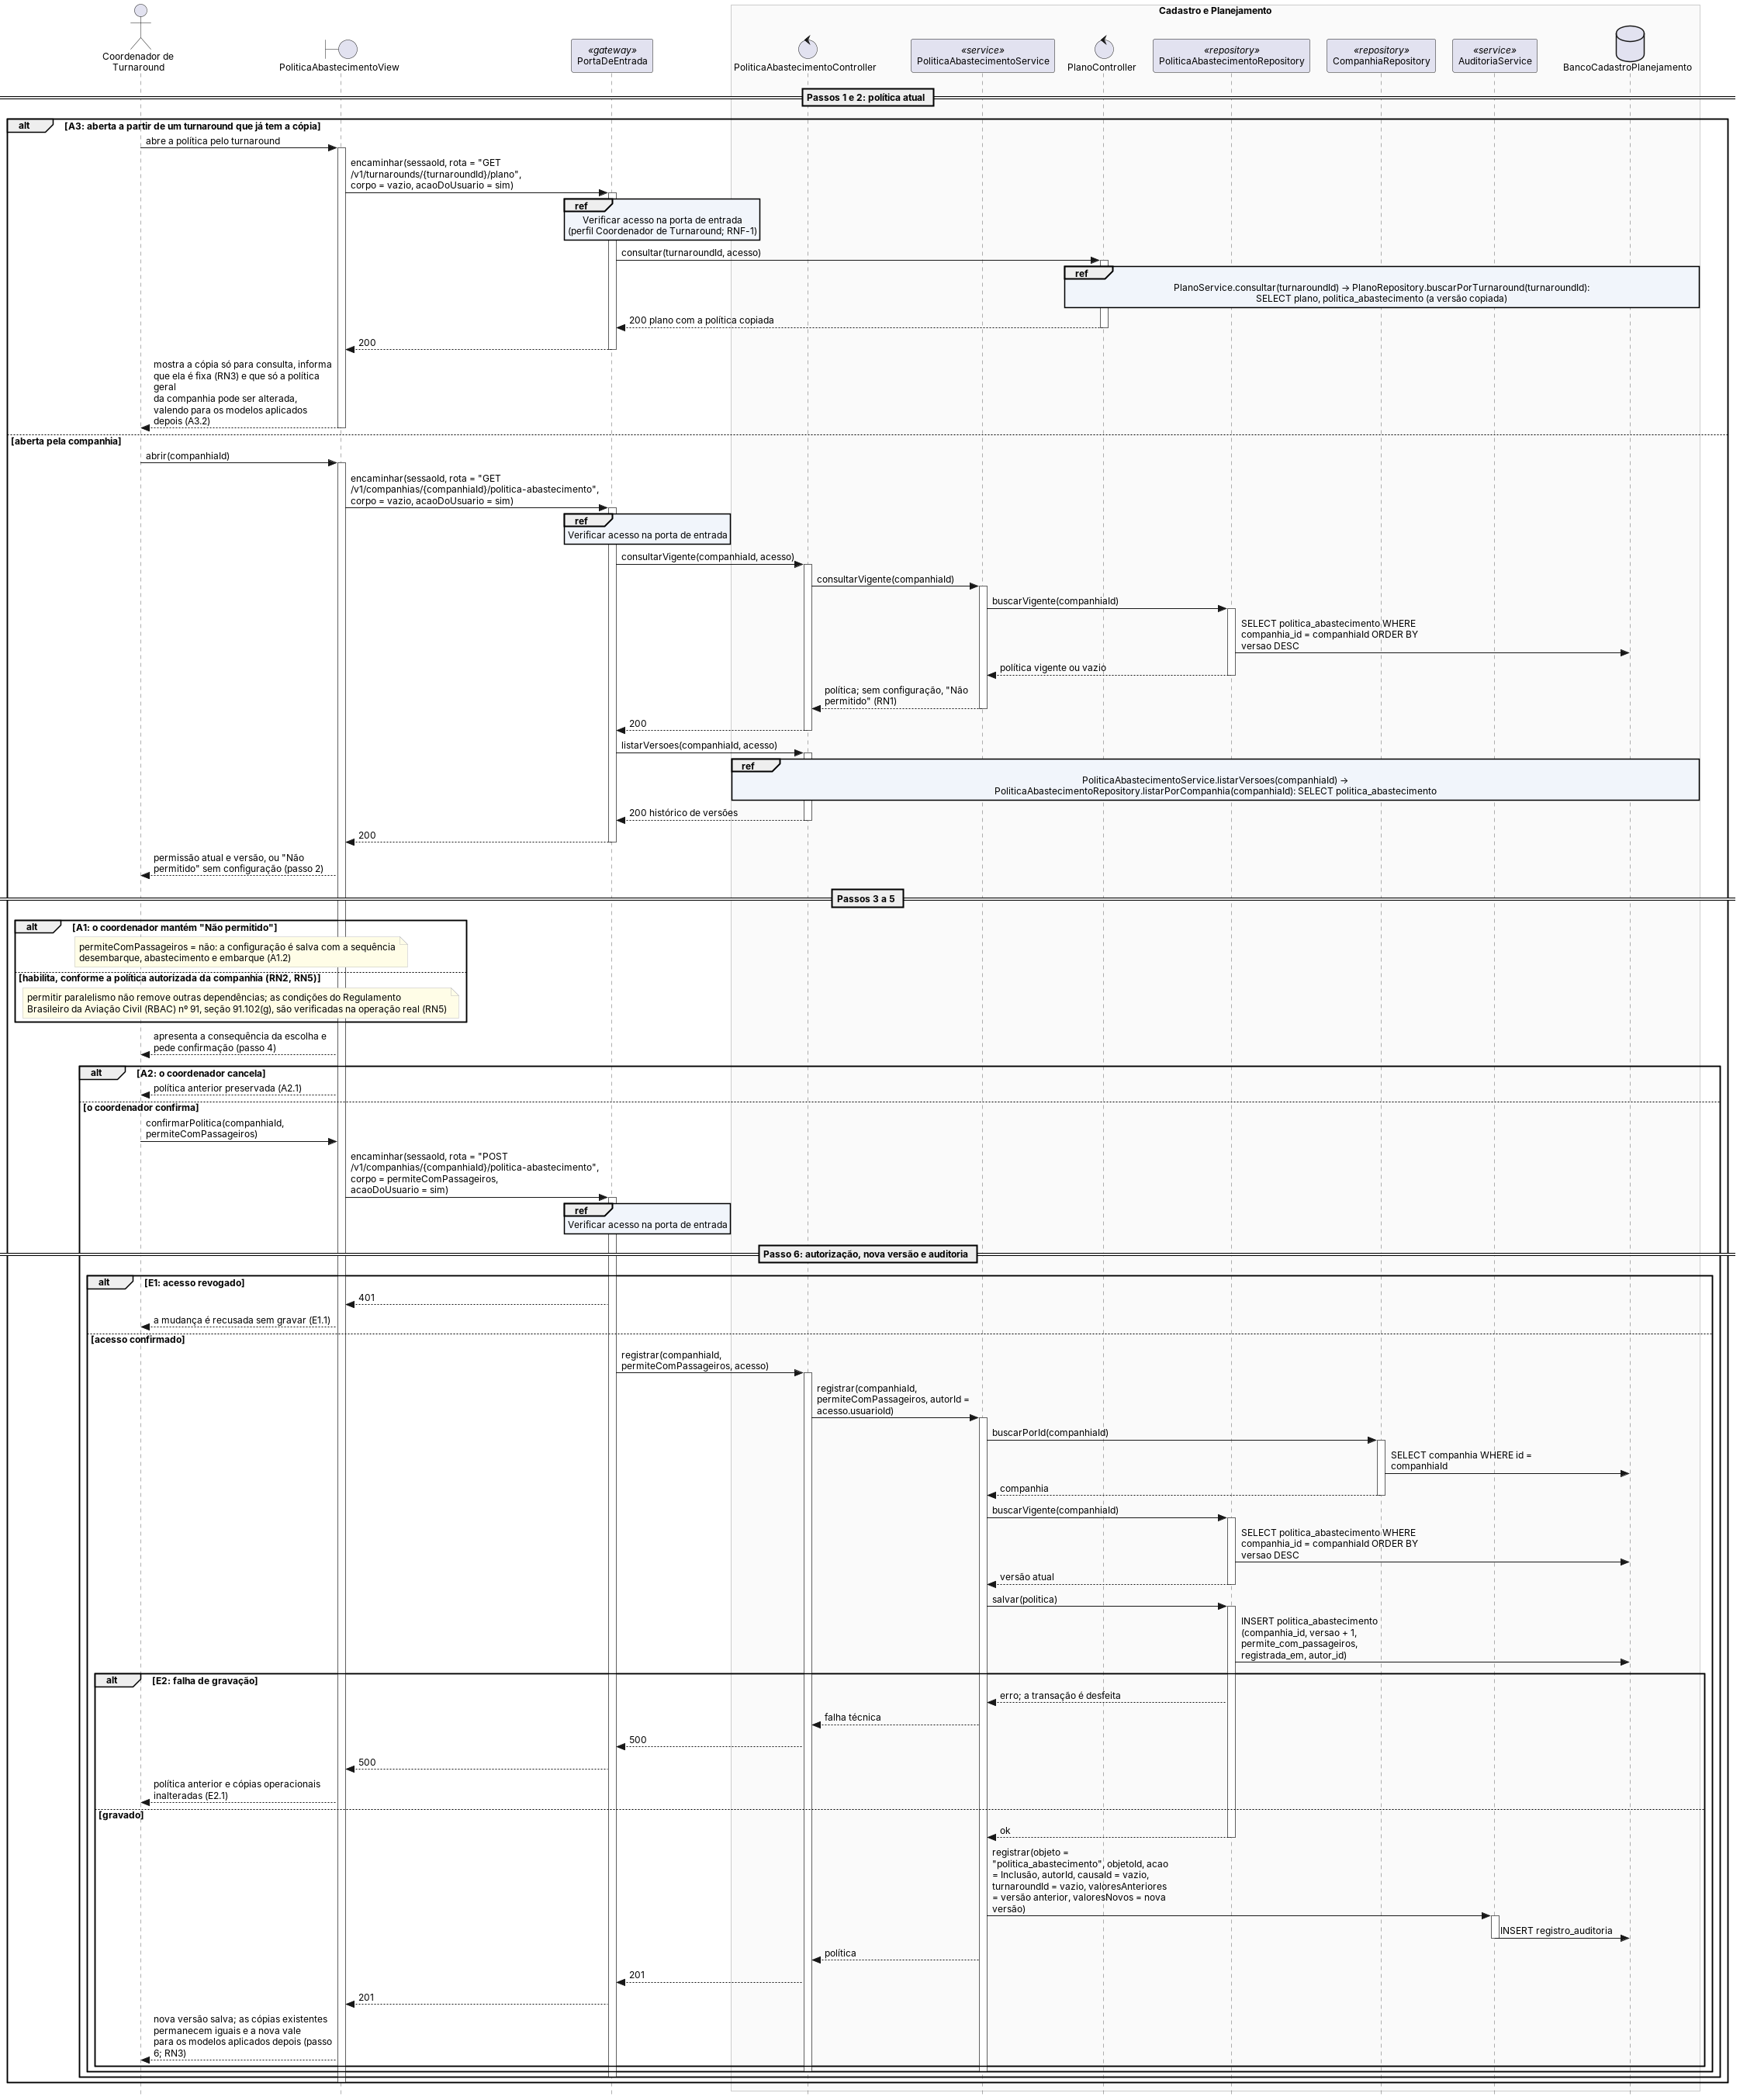 Cadastro e Planejamento
Coordenador de
Turnaround
PoliticaAbastecimentoView
«gateway»
PortaDeEntrada
PoliticaAbastecimentoController
«service»
PoliticaAbastecimentoService
PlanoController
«repository»
PoliticaAbastecimentoRepository
«repository»
CompanhiaRepository
«service»
AuditoriaService
BancoCadastroPlanejamento
Passos 1 e 2: política atual
alt
[A3: aberta a partir de um turnaround que já tem a cópia]
abre a política pelo turnaround
encaminhar(sessaoId, rota = "GET
/v1/turnarounds/{turnaroundId}/plano",
corpo = vazio, acaoDoUsuario = sim)
ref
Verificar acesso na porta de entrada
(perfil Coordenador de Turnaround; RNF-1)
consultar(turnaroundId, acesso)
ref
PlanoService.consultar(turnaroundId) → PlanoRepository.buscarPorTurnaround(turnaroundId):
SELECT plano, politica_abastecimento (a versão copiada)
200 plano com a política copiada
200
mostra a cópia só para consulta, informa
que ela é fixa (RN3) e que só a política
geral
da companhia pode ser alterada,
valendo para os modelos aplicados
depois (A3.2)
[aberta pela companhia]
abrir(companhiaId)
encaminhar(sessaoId, rota = "GET
/v1/companhias/{companhiaId}/politica-abastecimento",
corpo = vazio, acaoDoUsuario = sim)
ref
Verificar acesso na porta de entrada
consultarVigente(companhiaId, acesso)
consultarVigente(companhiaId)
buscarVigente(companhiaId)
SELECT politica_abastecimento WHERE
companhia_id = companhiaId ORDER BY
versao DESC
política vigente ou vazio
política; sem configuração, "Não
permitido" (RN1)
200
listarVersoes(companhiaId, acesso)
ref
PoliticaAbastecimentoService.listarVersoes(companhiaId) →
PoliticaAbastecimentoRepository.listarPorCompanhia(companhiaId): SELECT politica_abastecimento
200 histórico de versões
200
permissão atual e versão, ou "Não
permitido" sem configuração (passo 2)
Passos 3 a 5
alt
[A1: o coordenador mantém "Não permitido"]
permiteComPassageiros = não: a configuração é salva com a sequência
desembarque, abastecimento e embarque (A1.2)
[habilita, conforme a política autorizada da companhia (RN2, RN5)]
permitir paralelismo não remove outras dependências; as condições do Regulamento
Brasileiro da Aviação Civil (RBAC) nº 91, seção 91.102(g), são verificadas na operação real (RN5)
apresenta a consequência da escolha e
pede confirmação (passo 4)
alt
[A2: o coordenador cancela]
política anterior preservada (A2.1)
[o coordenador confirma]
confirmarPolitica(companhiaId,
permiteComPassageiros)
encaminhar(sessaoId, rota = "POST
/v1/companhias/{companhiaId}/politica-abastecimento",
corpo = permiteComPassageiros,
acaoDoUsuario = sim)
ref
Verificar acesso na porta de entrada
Passo 6: autorização, nova versão e auditoria
alt
[E1: acesso revogado]
401
a mudança é recusada sem gravar (E1.1)
[acesso confirmado]
registrar(companhiaId,
permiteComPassageiros, acesso)
registrar(companhiaId,
permiteComPassageiros, autorId =
acesso.usuarioId)
buscarPorId(companhiaId)
SELECT companhia WHERE id =
companhiaId
companhia
buscarVigente(companhiaId)
SELECT politica_abastecimento WHERE
companhia_id = companhiaId ORDER BY
versao DESC
versão atual
salvar(politica)
INSERT politica_abastecimento
(companhia_id, versao + 1,
permite_com_passageiros,
registrada_em, autor_id)
alt
[E2: falha de gravação]
erro; a transação é desfeita
falha técnica
500
500
política anterior e cópias operacionais
inalteradas (E2.1)
[gravado]
ok
registrar(objeto =
"politica_abastecimento", objetoId, acao
= Inclusão, autorId, causaId = vazio,
turnaroundId = vazio, valoresAnteriores
= versão anterior, valoresNovos = nova
versão)
INSERT registro_auditoria
política
201
201
nova versão salva; as cópias existentes
permanecem iguais e a nova vale
para os modelos aplicados depois (passo
6; RN3)